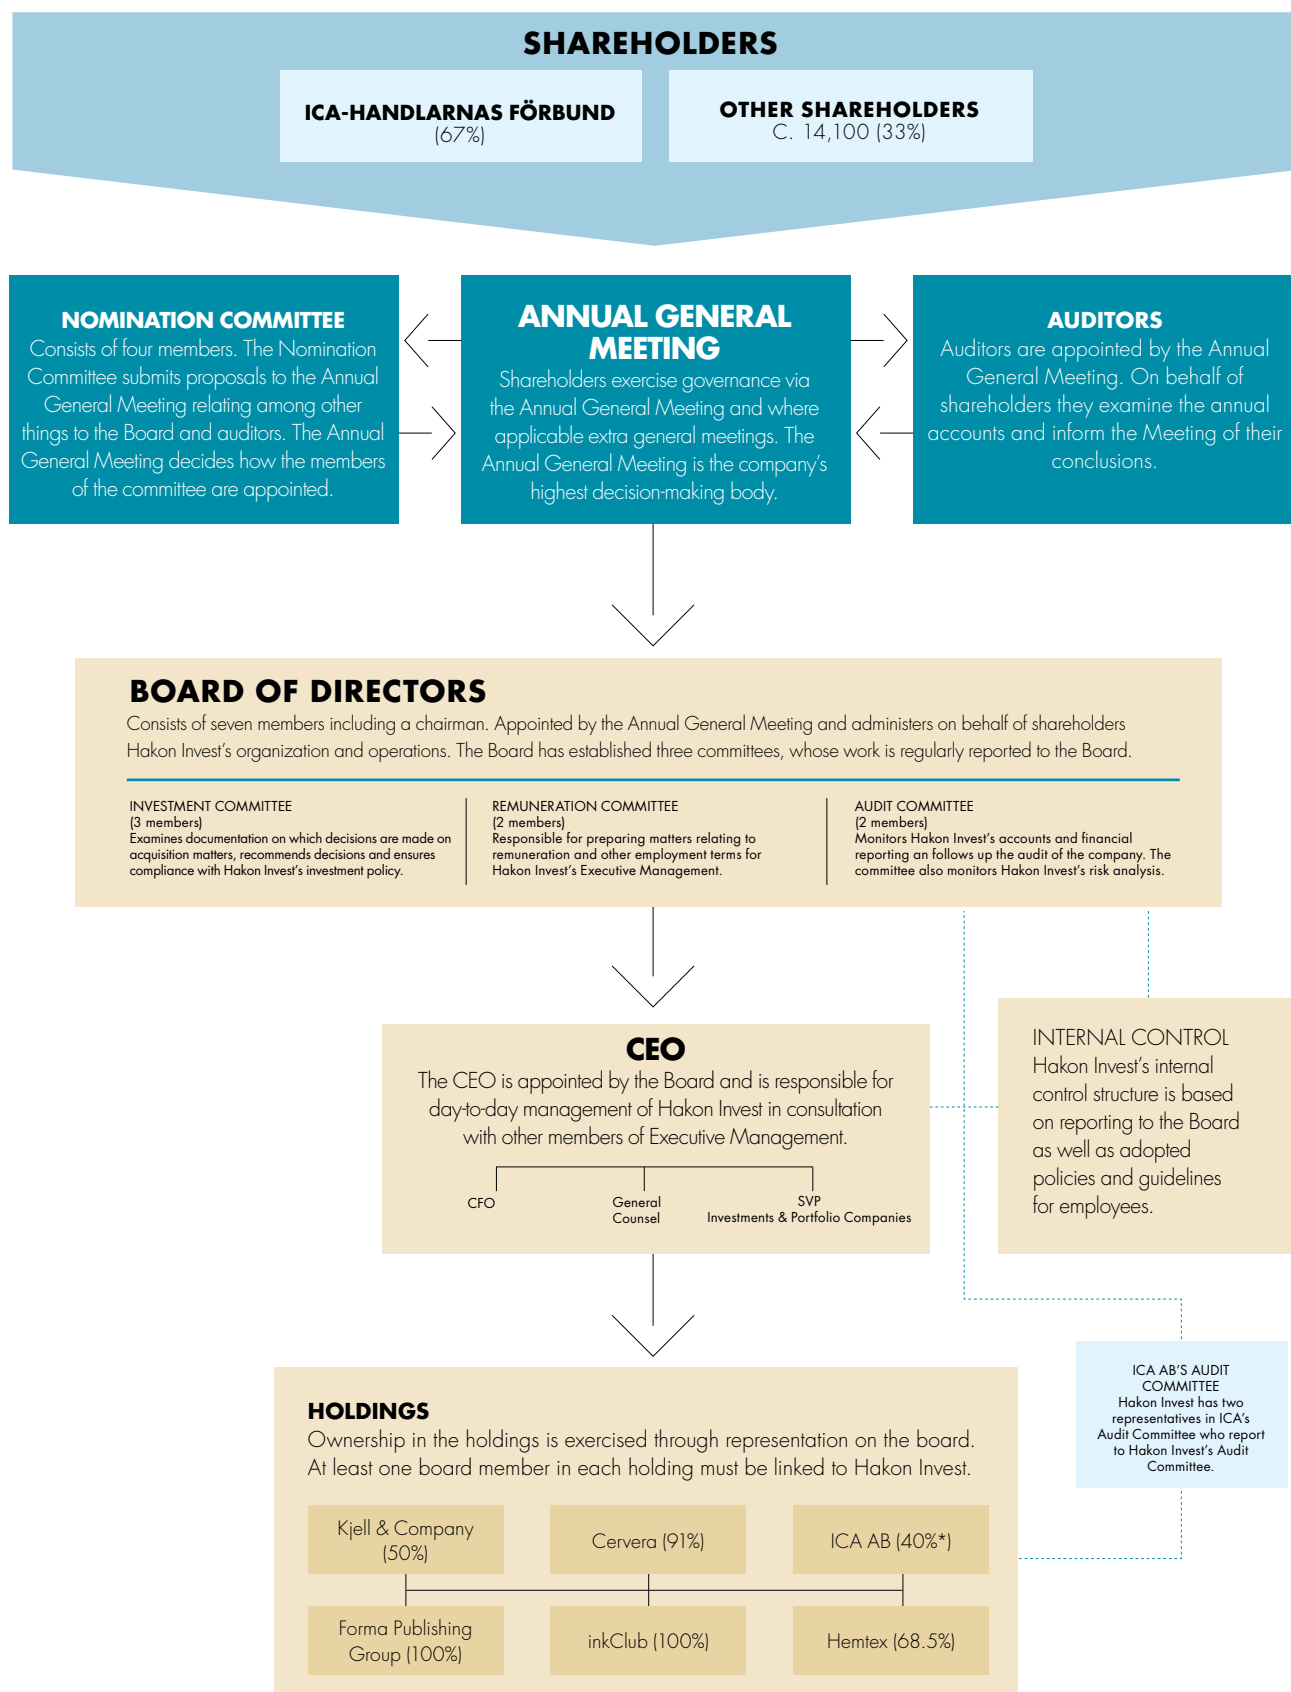 SHAREHOLDERS
ICA-HANDLARNAS FÖRBUND
(67%)
OTHER SHAREHOLDERS
C. 14,100 (33%)
NOMINATION COMMITTEE
Consists of four members. The Nomination
Committee submits proposals to the Annual
General Meeting relating among other
things to the Board and auditors. The Annual
General Meeting decides how the members
of the committee are appointed.
ANNUAL GENERAL
MEETING
Shareholders exercise governance via
the Annual General Meeting and where
applicable extra general meetings. The
Annual General Meeting is the company’s
highest decision-making body.
AUDITORS
Auditors are appointed by the Annual
General Meeting. On behalf of
shareholders they examine the annual
accounts and inform the Meeting of their
conclusions.
BOARD OF DIRECTORS
Consists of seven members including a chairman. Appointed by the Annual General Meeting and administers on behalf of shareholders
Hakon Invest’s organization and operations. The Board has established three committees, whose work is regularly reported to the Board.
INVESTMENT COMMITTEE
(3 members)
Examines documentation on which decisions are made on
acquisition matters, recommends decisions and ensures
compliance with Hakon Invest’s investment policy.
REMUNERATION COMMITTEE
(2 members)
Responsible for preparing matters relating to
remuneration and other employment terms for
Hakon Invest’s Executive Management.
AUDIT COMMITTEE
(2 members)
Monitors Hakon Invest’s accounts and financial
reporting an follows up the audit of the company. The
committee also monitors Hakon Invest’s risk analysis.
CEO
The CEO is appointed by the Board and is responsible for
day-to-day management of Hakon Invest in consultation
with other members of Executive Management.
CFO
General
Counsel
SVP
Investments & Portfolio Companies
INTERNAL CONTROL
Hakon Invest’s internal
control structure is based
on reporting to the Board
as well as adopted
policies and guidelines
for employees.
ICA AB’S AUDIT
COMMITTEE
Hakon Invest has two
representatives in ICA’s
Audit Committee who report
to Hakon Invest’s Audit
Committee.
HOLDINGS
Ownership in the holdings is exercised through representation on the board.
At least one board member in each holding must be linked to Hakon Invest.
Kjell & Company
(50%)
Cervera (91%)
ICA AB (40%*)
Forma Publishing
Group (100%)
inkClub (100%)
Hemtex (68.5%)